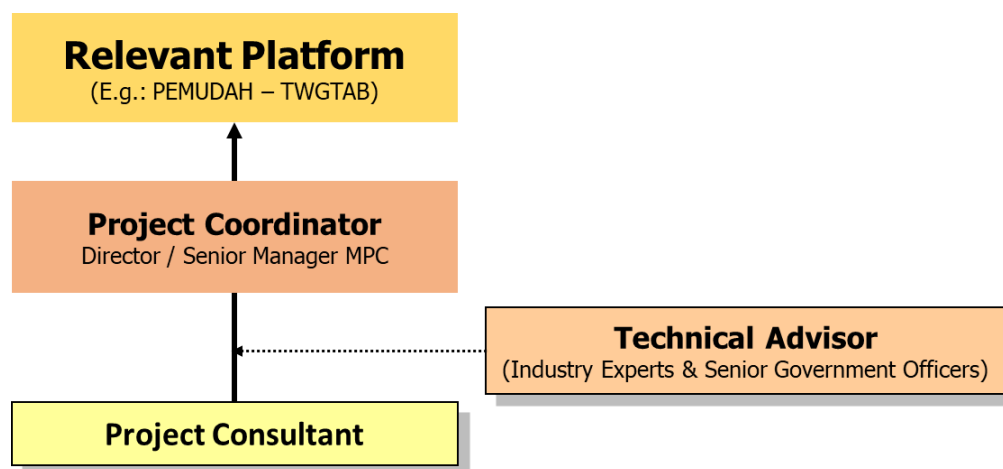 Relevant Platform
(E.g.: PEMUDAH – TWGTAB)
Project Coordinator
Director / Senior Manager MPC
Technical Advisor
(Industry Experts & Senior Government Officers)
Project Consultant